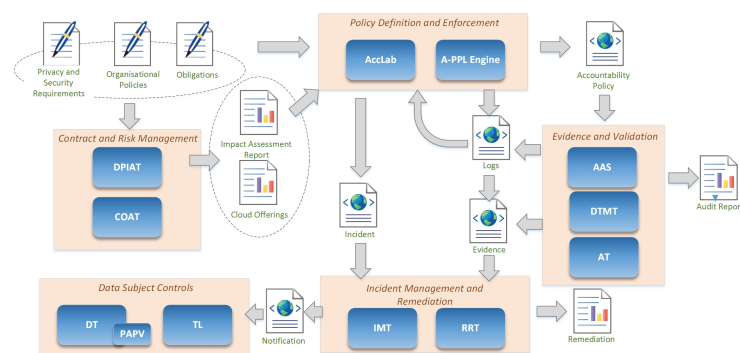 Policy Definition and Enforcement
AccLab
A-PPL Engine
Privacy and
Security
Requirements
Organisational
Policies
Obligations
Accountability
Policy
Contract and Risk Management
DPIAT
COAT
Impact Assessment
Report
Cloud Offerings
Logs
Evidence and Validation
AAS
DTMT
AT
Audit Repor
Incident
Evidence
Data Subject Controls
DT
PAPV
TL
Notification
Incident Management and
Remediation
IMT
RRT
Remediation